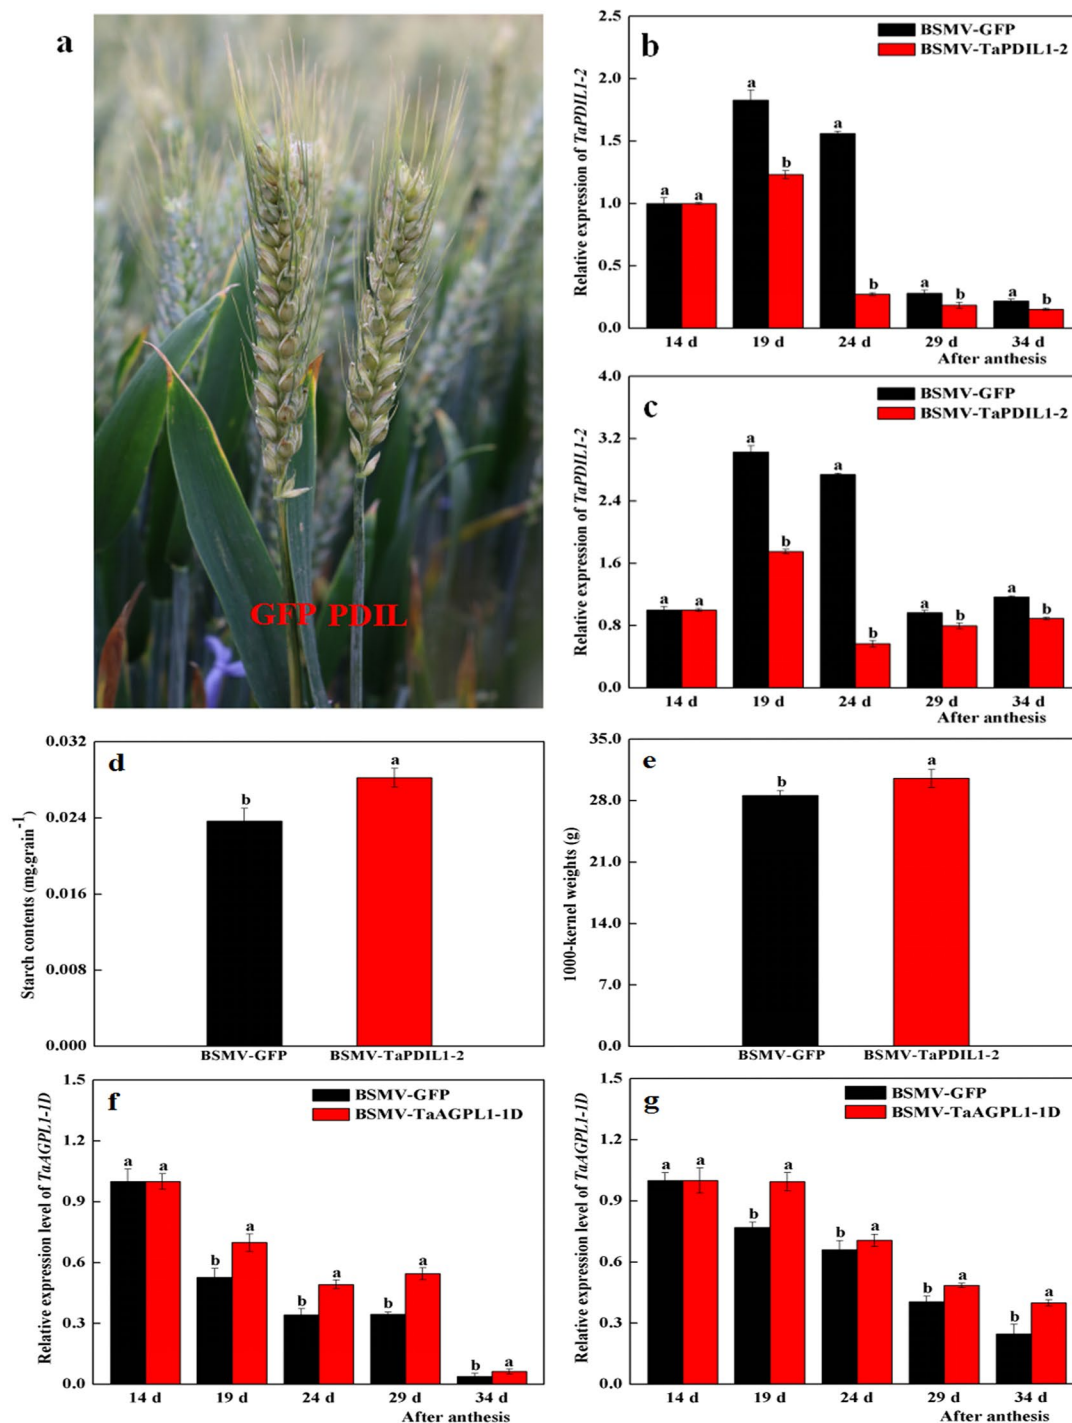 a
GFP PDIL
b
BSMV-GFP
BSMV-TaPDIL1-2
Relative expression of TaPDIL1-2
2.5
2.0
1.5
1.0
0.5
0.0
a a
a b
a b
a b
a b
14 d 19 d 24 d 29 d 34 d
After anthesis
c
BSMV-GFP
BSMV-TaPDIL1-2
Relative expression of TaPDIL1-2
4.0
3.2
2.4
1.6
0.8
0.0
a a
a b
a b
a b
a b
14 d 19 d 24 d 29 d 34 d
After anthesis
d
Starch contents (mg.grain-1)
0.032
0.024
0.016
0.008
0.000
b a
BSMV-GFP BSMV-TaPDIL1-2
e
1000-kernel weights (g)
35.0
28.0
21.0
14.0
7.0
0.0
b a
BSMV-GFP BSMV-TaPDIL1-2
f
BSMV-GFP
BSMV-TaAGPL1-1D
Relative expression level of TaAGPL1-1D
1.5
1.2
0.9
0.6
0.3
0.0
a a
b a
b a
b a
b a
14 d 19 d 24 d 29 d 34 d
After anthesis
g
BSMV-GFP
BSMV-TaAGPL1-1D
Relative expression level of TaAGPL1-1D
1.5
1.2
0.9
0.6
0.3
0.0
a a
b a
b a
b a
b a
14 d 19 d 24 d 29 d 34 d
After anthesis